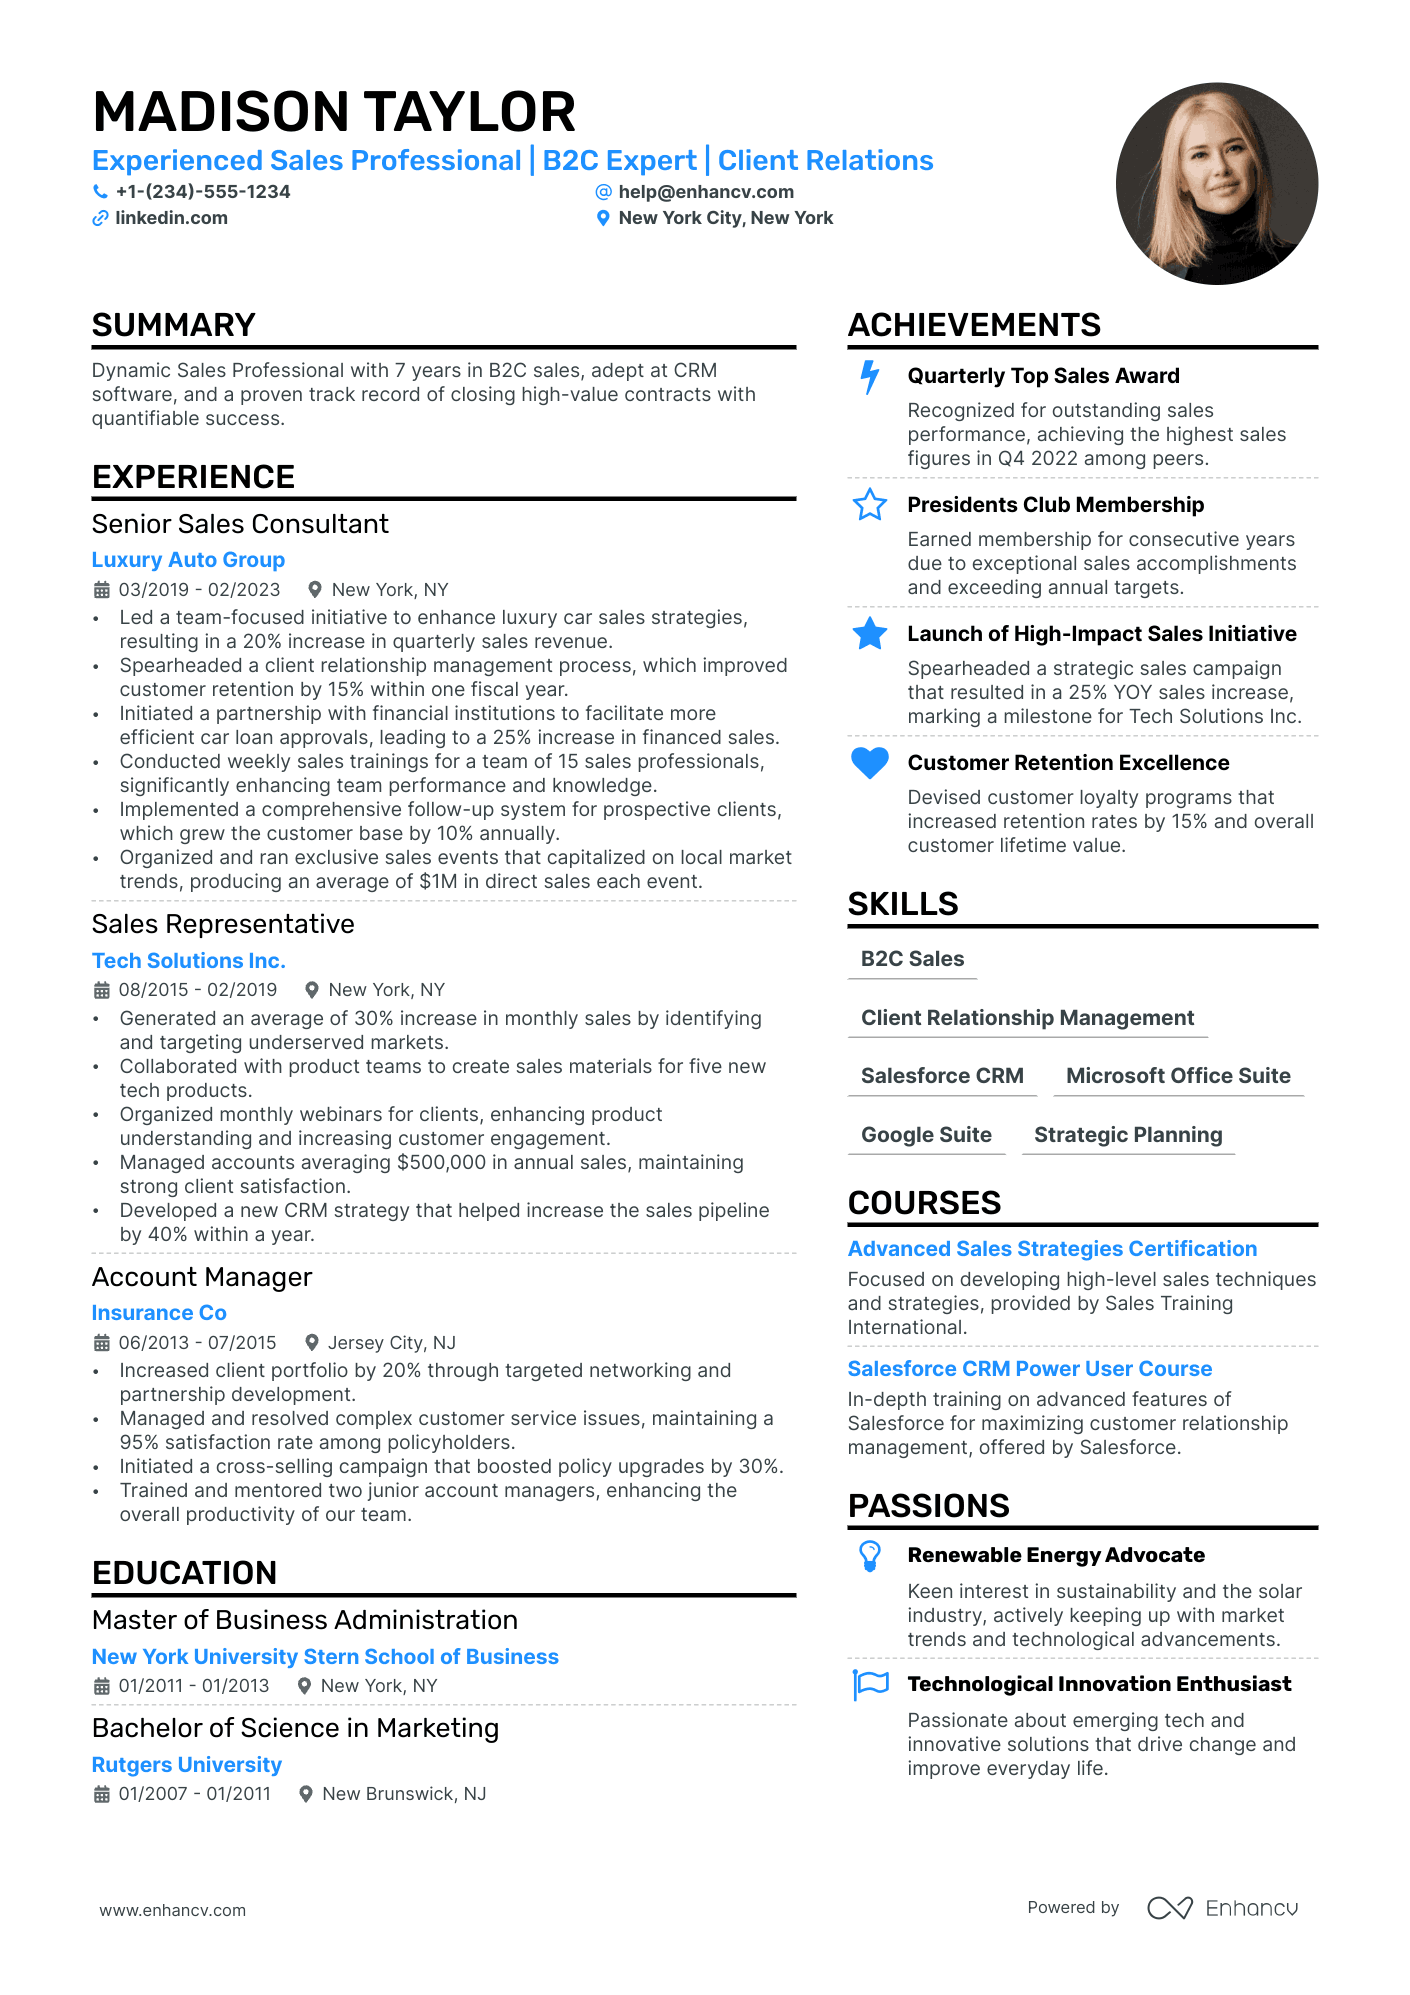 MADISON TAYLOR
Experienced Sales Professional | B2C Expert | Client Relations
+1-(234)-555-1234
help@enhancv.com
linkedin.com
New York City, New York
SUMMARY
Dynamic Sales Professional with 7 years in B2C sales, adept at CRM
software, and a proven track record of closing high-value contracts with
quantifiable success.
EXPERIENCE
Senior Sales Consultant
Luxury Auto Group
03/2019 - 02/2023 New York, NY
• Led a team-focused initiative to enhance luxury car sales strategies,
resulting in a 20% increase in quarterly sales revenue.
• Spearheaded a client relationship management process, which improved
customer retention by 15% within one fiscal year.
• Initiated a partnership with financial institutions to facilitate more
efficient car loan approvals, leading to a 25% increase in financed sales.
• Conducted weekly sales trainings for a team of 15 sales professionals,
significantly enhancing team performance and knowledge.
• Implemented a comprehensive follow-up system for prospective clients,
which grew the customer base by 10% annually.
• Organized and ran exclusive sales events that capitalized on local market
trends, producing an average of $1M in direct sales each event.
Sales Representative
Tech Solutions Inc.
08/2015 - 02/2019 New York, NY
• Generated an average of 30% increase in monthly sales by identifying
and targeting underserved markets.
• Collaborated with product teams to create sales materials for five new
tech products.
• Organized monthly webinars for clients, enhancing product
understanding and increasing customer engagement.
• Managed accounts averaging $500,000 in annual sales, maintaining
strong client satisfaction.
• Developed a new CRM strategy that helped increase the sales pipeline
by 40% within a year.
Account Manager
Insurance Co
06/2013 - 07/2015 Jersey City, NJ
• Increased client portfolio by 20% through targeted networking and
partnership development.
• Managed and resolved complex customer service issues, maintaining a
95% satisfaction rate among policyholders.
• Initiated a cross-selling campaign that boosted policy upgrades by 30%.
• Trained and mentored two junior account managers, enhancing the
overall productivity of our team.
EDUCATION
Master of Business Administration
New York University Stern School of Business
01/2011 - 01/2013 New York, NY
Bachelor of Science in Marketing
Rutgers University
01/2007 - 01/2011 New Brunswick, NJ
ACHIEVEMENTS
Quarterly Top Sales Award
Recognized for outstanding sales
performance, achieving the highest sales
figures in Q4 2022 among peers.
Presidents Club Membership
Earned membership for consecutive years
due to exceptional sales accomplishments
and exceeding annual targets.
Launch of High-Impact Sales Initiative
Spearheaded a strategic sales campaign
that resulted in a 25% YOY sales increase,
marking a milestone for Tech Solutions Inc.
Customer Retention Excellence
Devised customer loyalty programs that
increased retention rates by 15% and overall
customer lifetime value.
SKILLS
B2C Sales
Client Relationship Management
Salesforce CRM Microsoft Office Suite
Google Suite Strategic Planning
COURSES
Advanced Sales Strategies Certification
Focused on developing high-level sales techniques
and strategies, provided by Sales Training
International.
Salesforce CRM Power User Course
In-depth training on advanced features of
Salesforce for maximizing customer relationship
management, offered by Salesforce.
PASSIONS
Renewable Energy Advocate
Keen interest in sustainability and the solar
industry, actively keeping up with market
trends and technological advancements.
Technological Innovation Enthusiast
Passionate about emerging tech and
innovative solutions that drive change and
improve everyday life.
www.enhancv.com
Powered by Enhancv